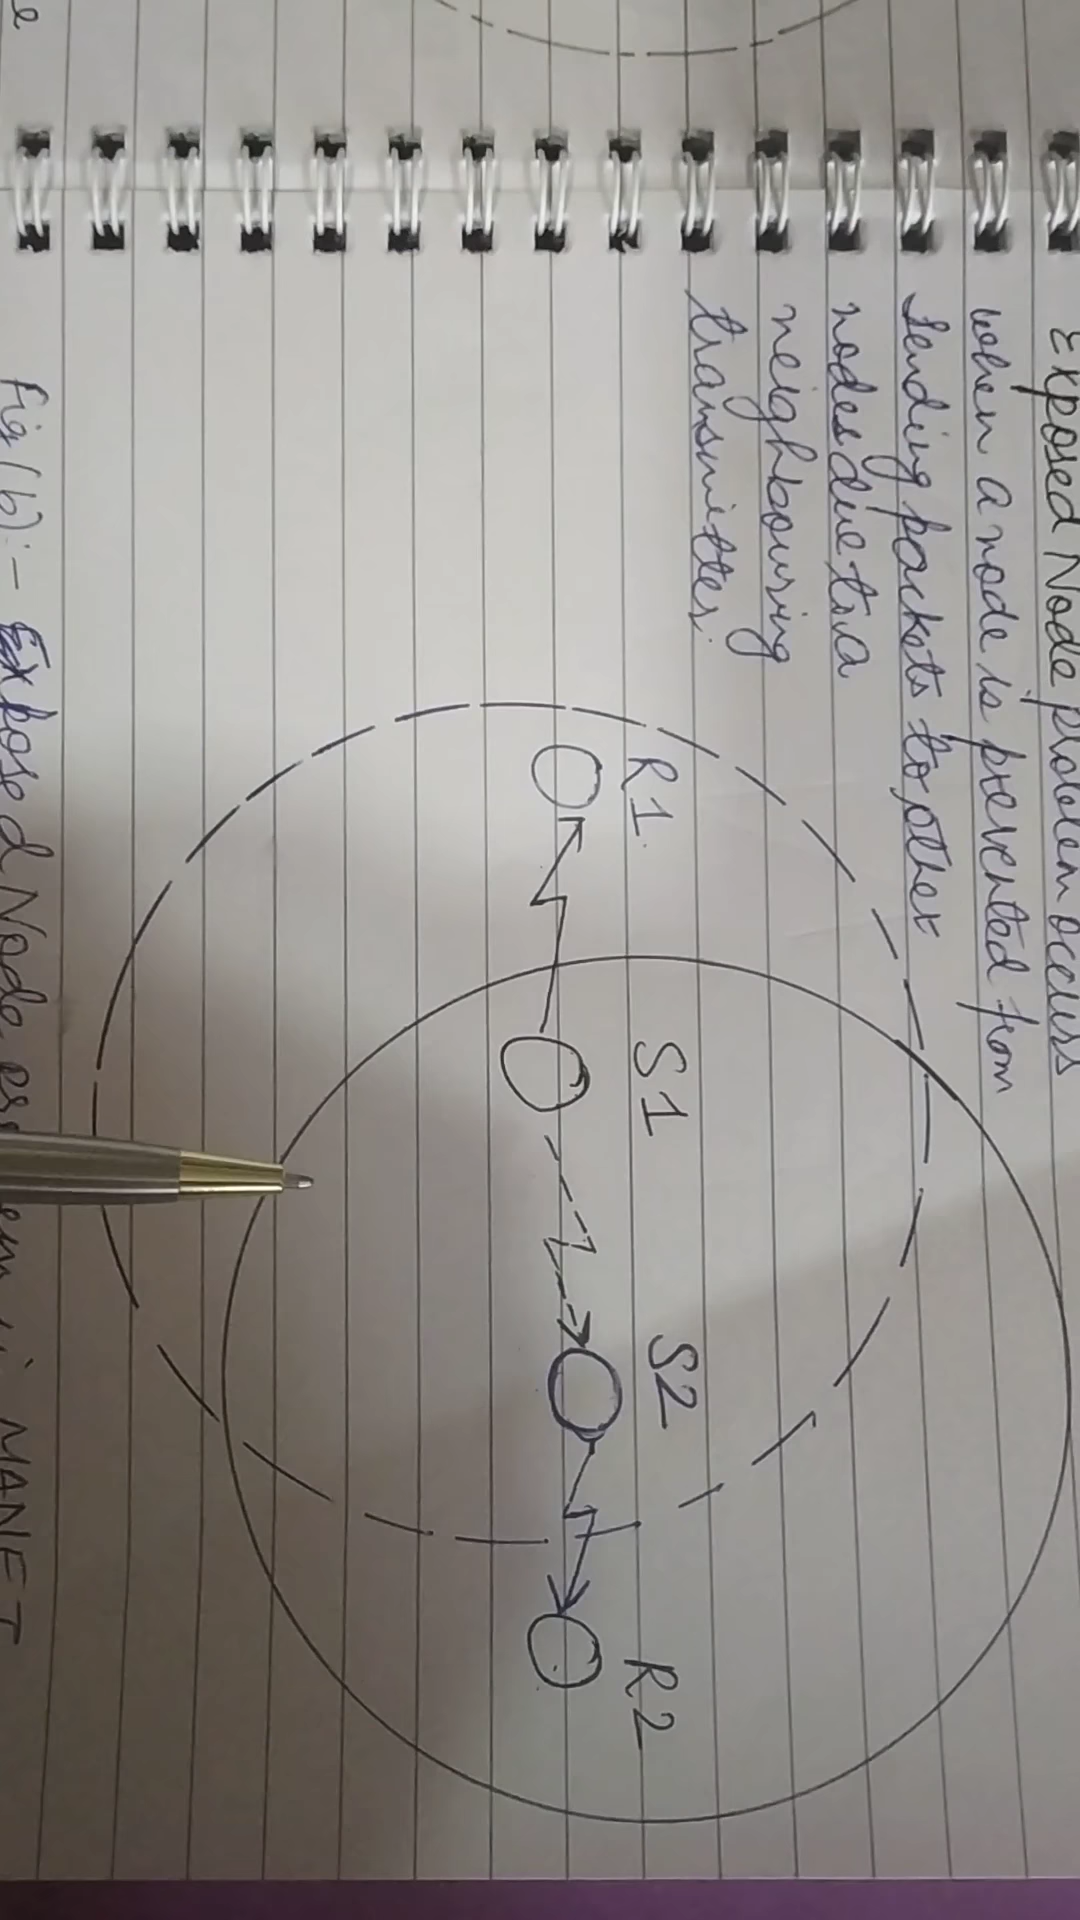 Exposed Node problem occurs
when a node is prevented from
sending packets to other
nodes due to a
neighbouring
transmitter.
R1
S1
S2
R2
Fig (b):- Exposed Node in MANET